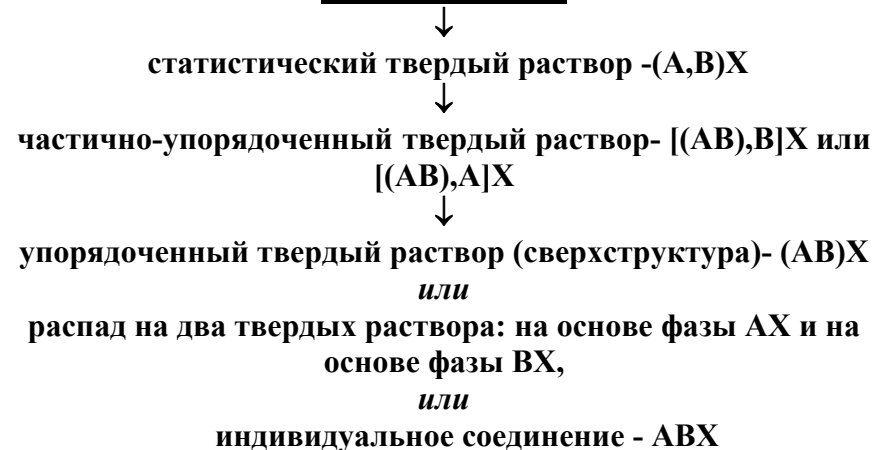 ↓
статистический твердый раствор -(A,B)X
↓
частично-упорядоченный твердый раствор- [(AB),B]X или
[(AB),A]X
↓
упорядоченный твердый раствор (сверхструктура)- (AB)X
или
распад на два твердых раствора: на основе фазы AX и на
основе фазы BX,
или
индивидуальное соединение - ABX